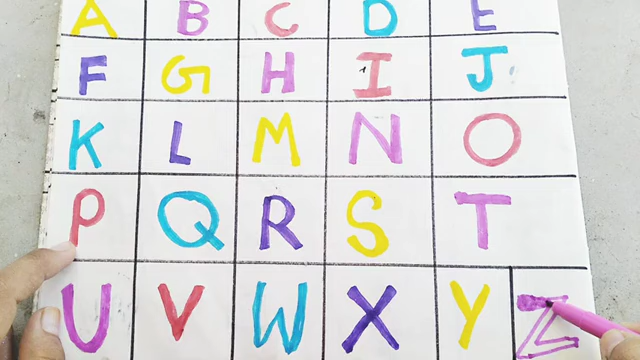 A B C D E
F G H I J
K L M N O
P Q R S T
U V W X Y Z